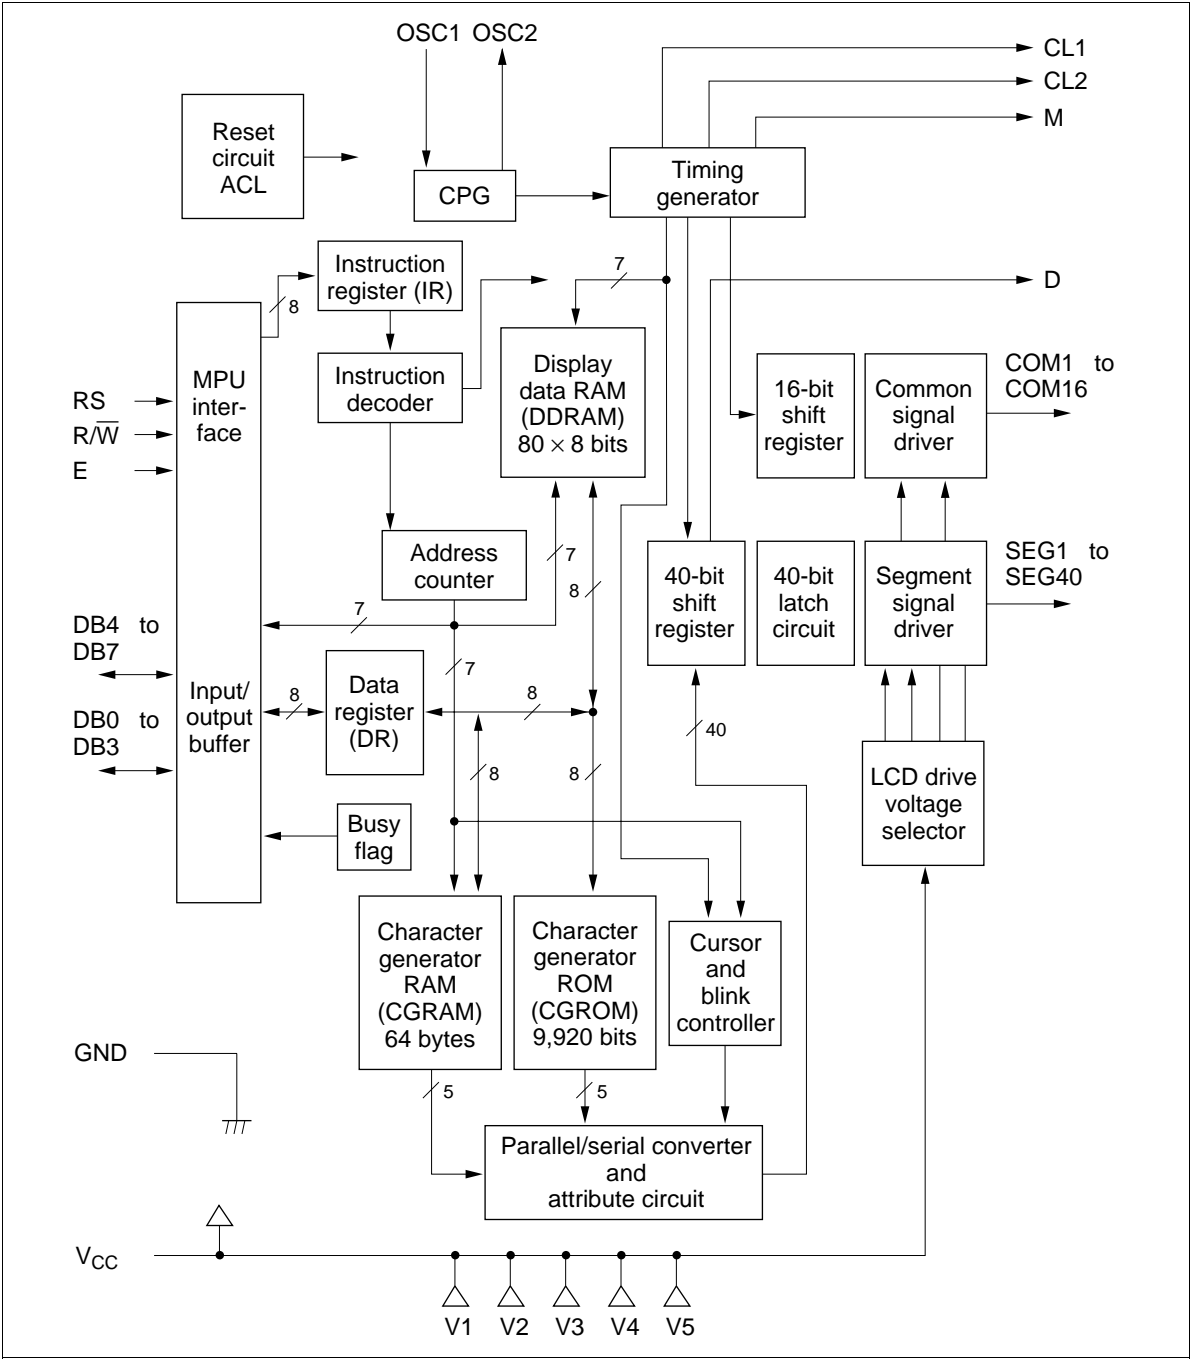 OSC1 OSC2
CL1
CL2
M
Reset
circuit
ACL
CPG
Timing
generator
Instruction
register (IR)
8
7
D
MPU
inter-
face
Instruction
decoder
Display
data RAM
(DDRAM)
80 × 8 bits
16-bit
shift
register
Common
signal
driver
COM1 to
COM16
RS
R/W̅
E
Address
counter
7
8
40-bit
shift
register
40-bit
latch
circuit
Segment
signal
driver
SEG1 to
SEG40
DB4 to
DB7
7
7
Input/
output
buffer
8
Data
register
(DR)
8
DB0 to
DB3
8
8
40
LCD drive
voltage
selector
Busy
flag
Character
generator
RAM
(CGRAM)
64 bytes
Character
generator
ROM
(CGROM)
9,920 bits
Cursor
and
blink
controller
GND
5
5
Parallel/serial converter
and
attribute circuit
VCC
V1 V2 V3 V4 V5